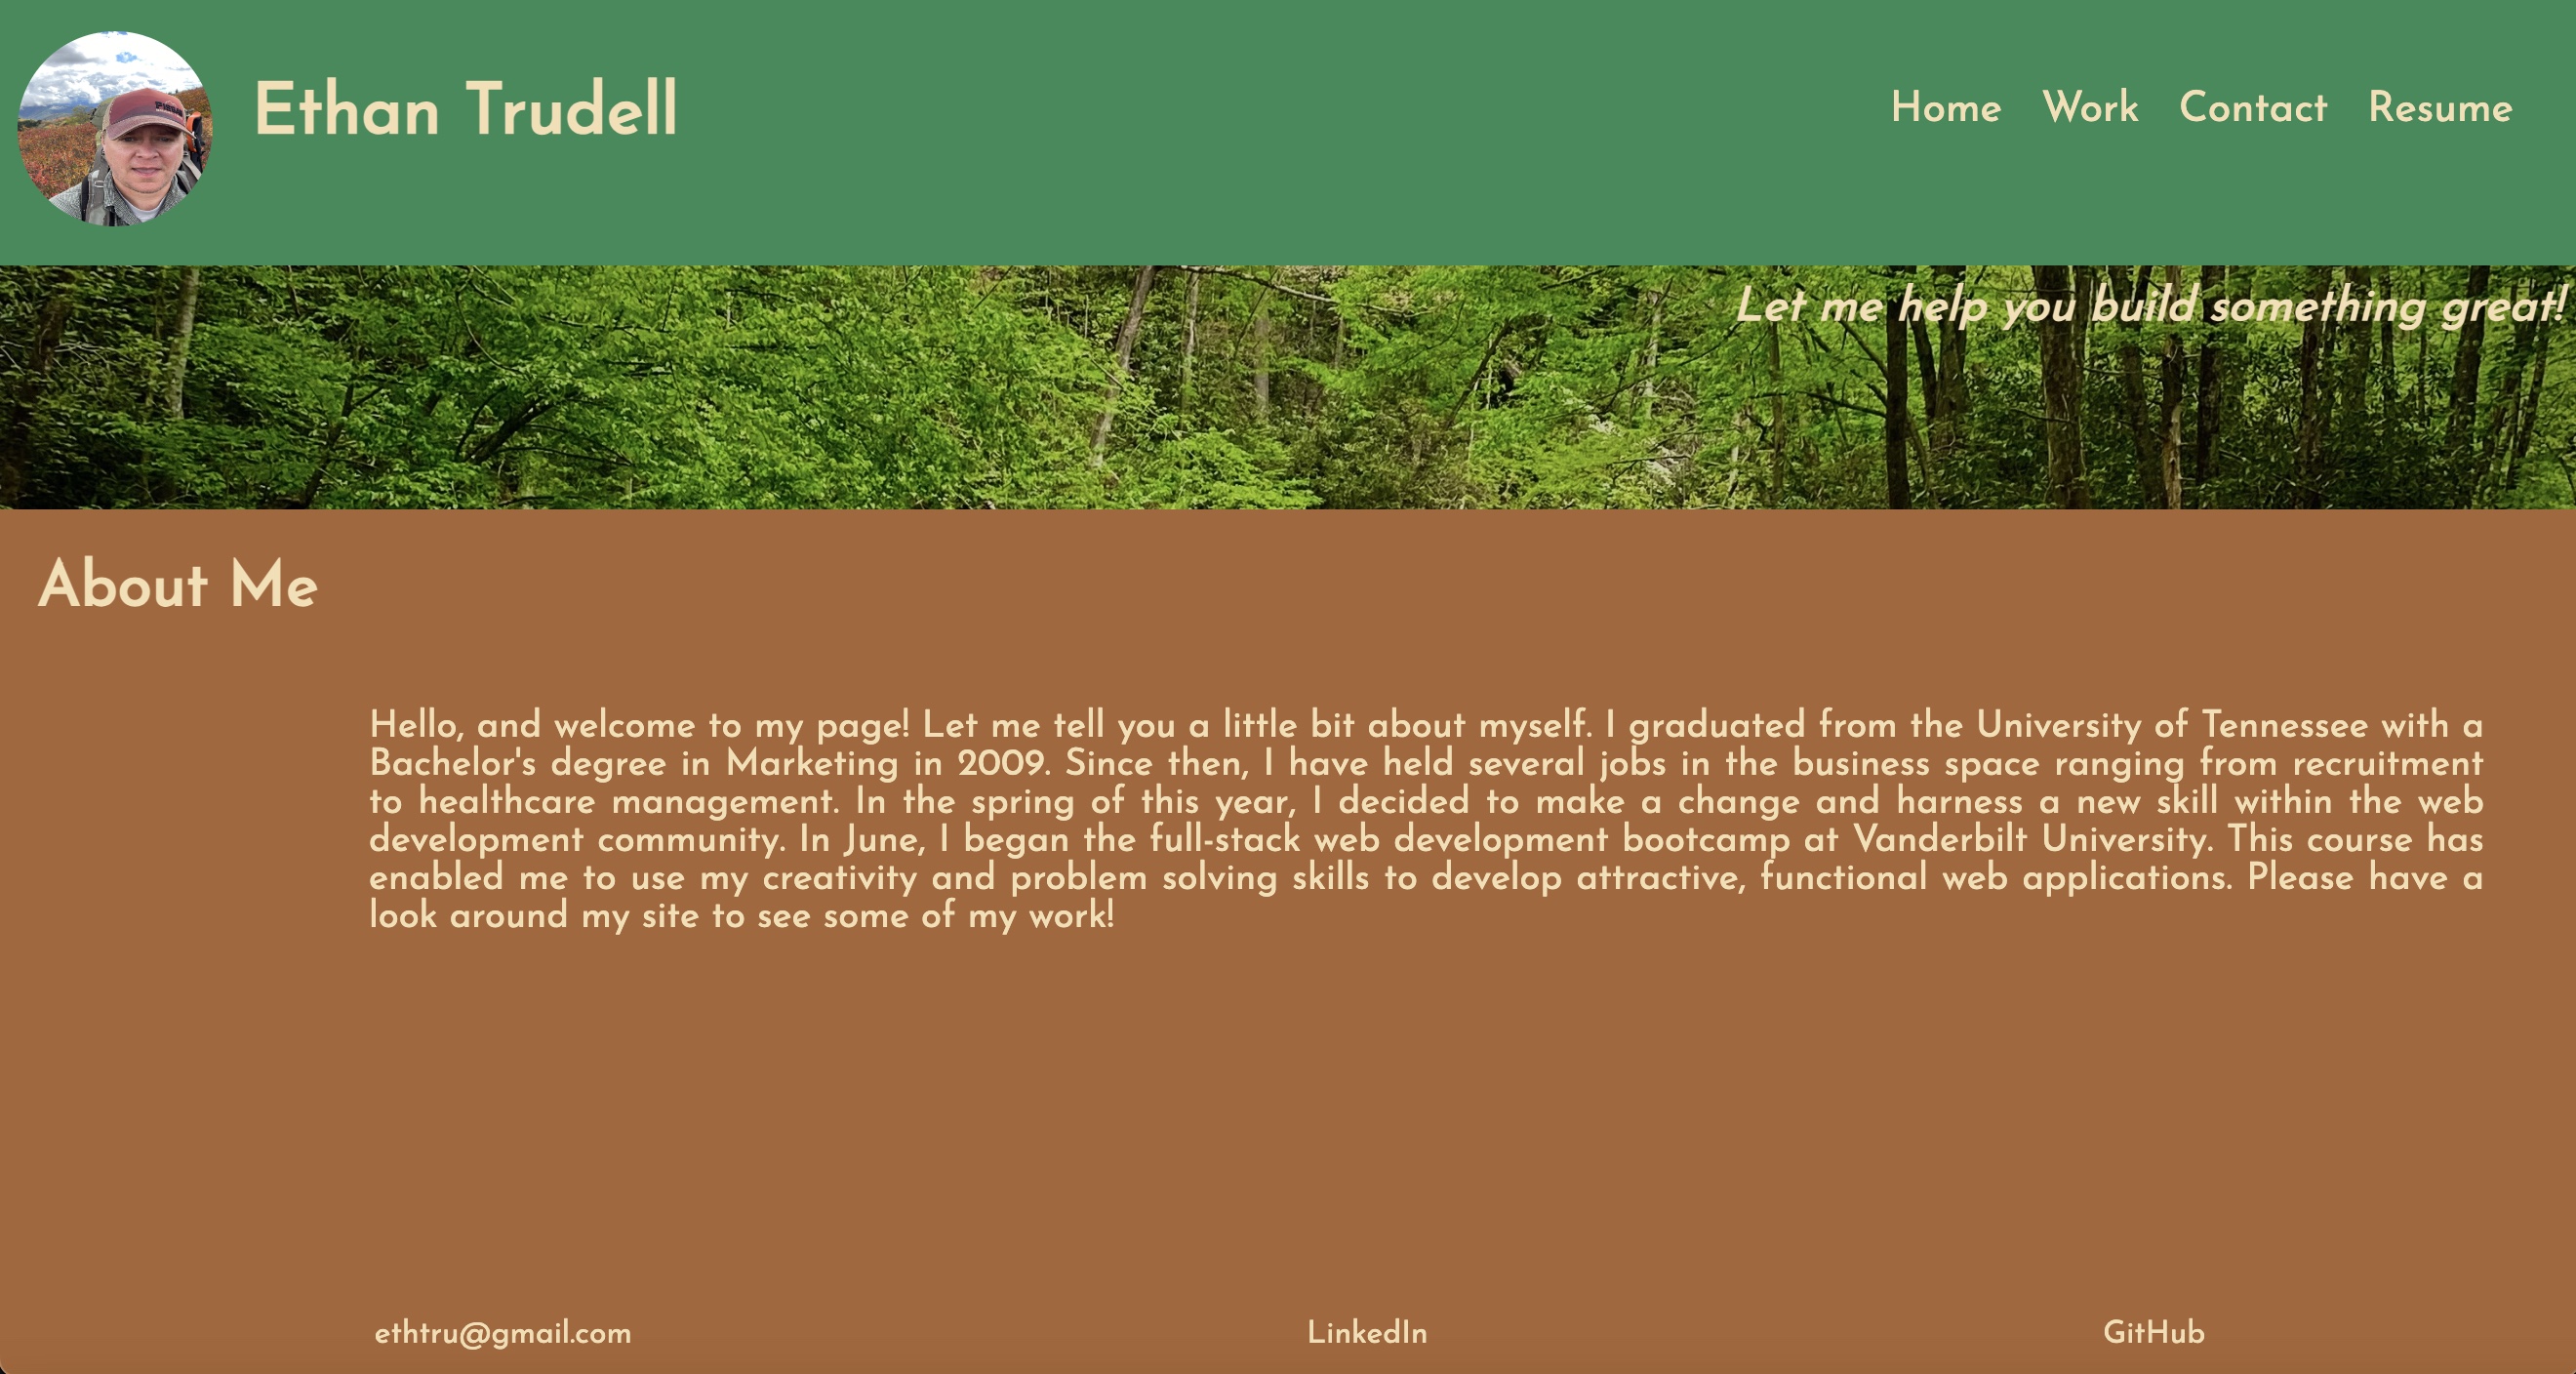 Ethan Trudell
Home Work Contact Resume
Let me help you build something great!
About Me
Hello, and welcome to my page! Let me tell you a little bit about myself. I graduated from the University of Tennessee with a
Bachelor's degree in Marketing in 2009. Since then, I have held several jobs in the business space ranging from recruitment
to healthcare management. In the spring of this year, I decided to make a change and harness a new skill within the web
development community. In June, I began the full-stack web development bootcamp at Vanderbilt University. This course has
enabled me to use my creativity and problem solving skills to develop attractive, functional web applications. Please have a
look around my site to see some of my work!
ethtru@gmail.com LinkedIn GitHub